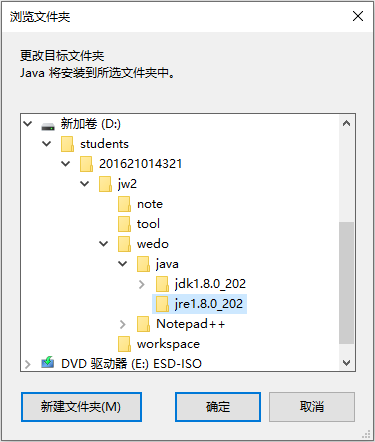 浏览文件夹
更改目标文件夹
Java 将安装到所选文件夹中。
新加卷 (D:)
students
201621014321
jw2
note
tool
wedo
java
jdk1.8.0_202
jre1.8.0_202
Notepad++
workspace
DVD 驱动器 (E:) ESD-ISO
新建文件夹(M)
确定
取消